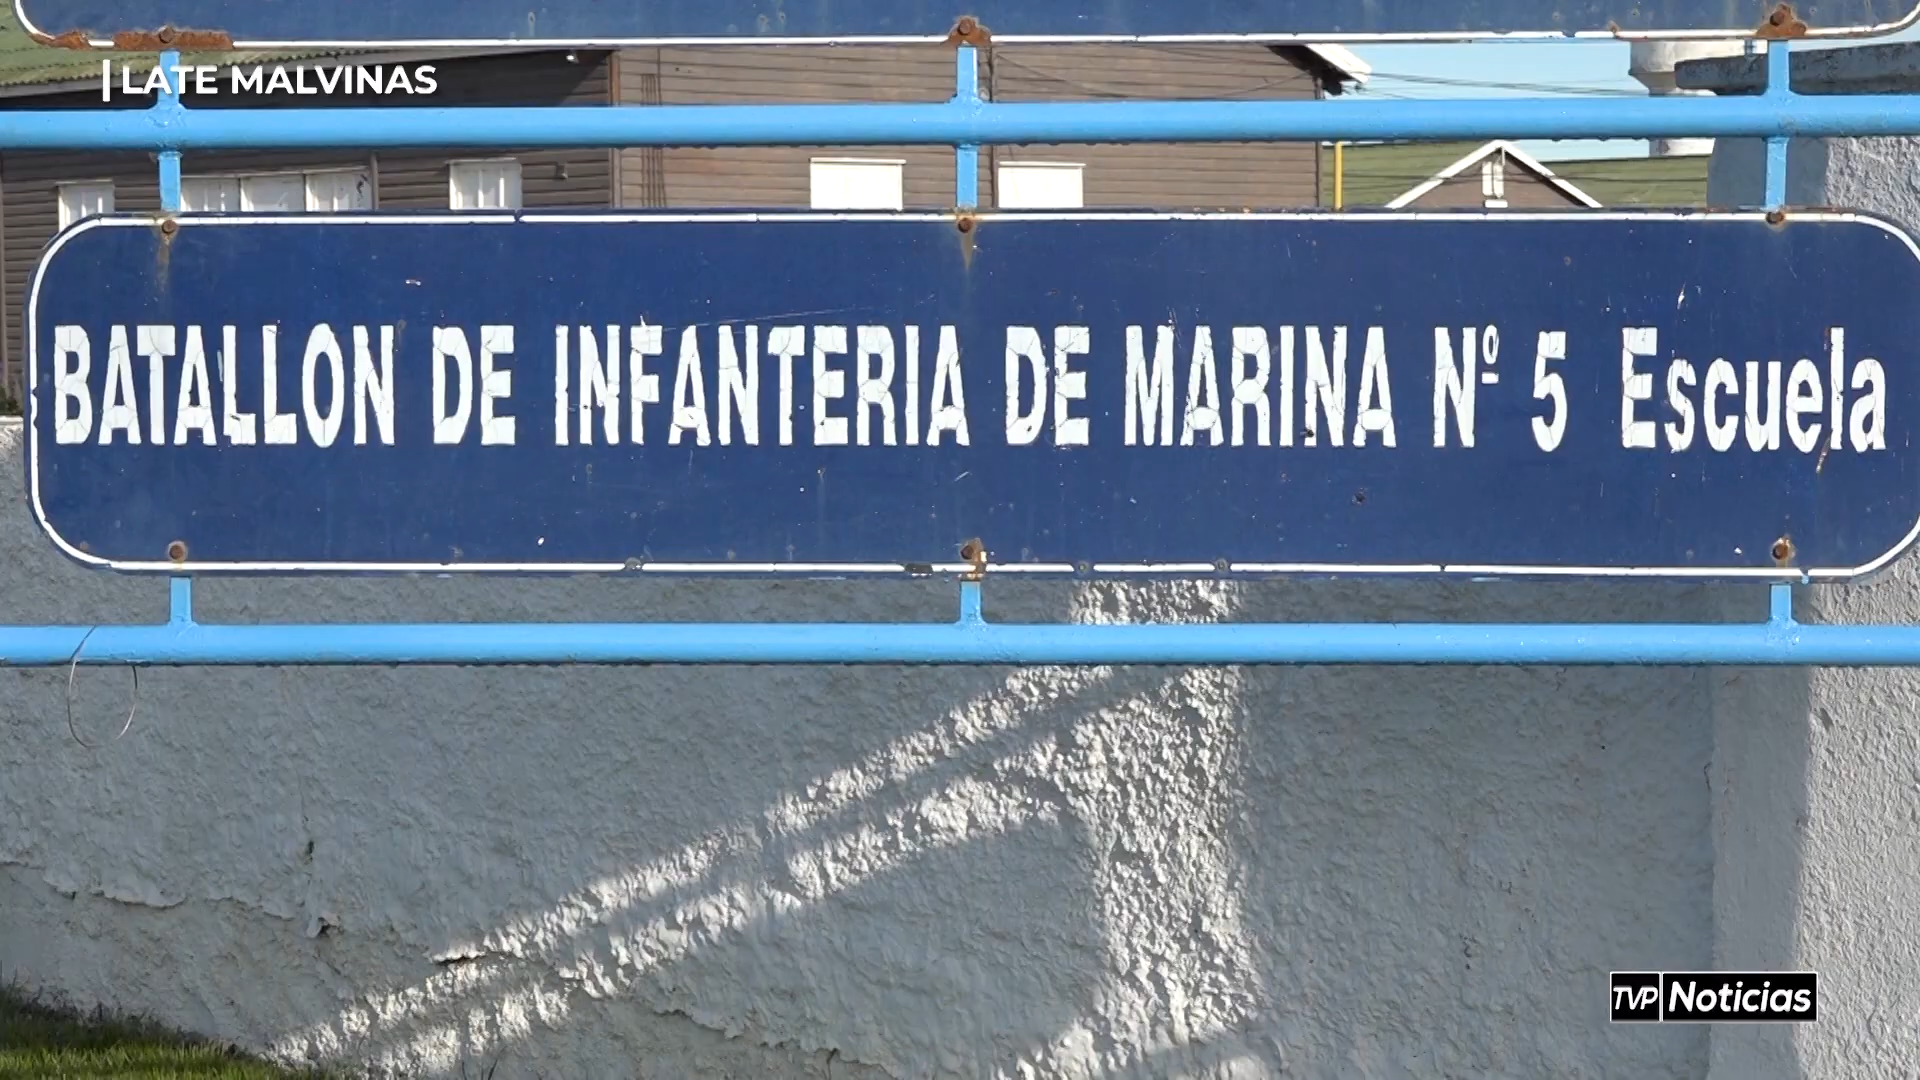 LATE MALVINAS
BATALLON DE INFANTERIA DE MARINA Nº 5 Escuela
TVP Noticias